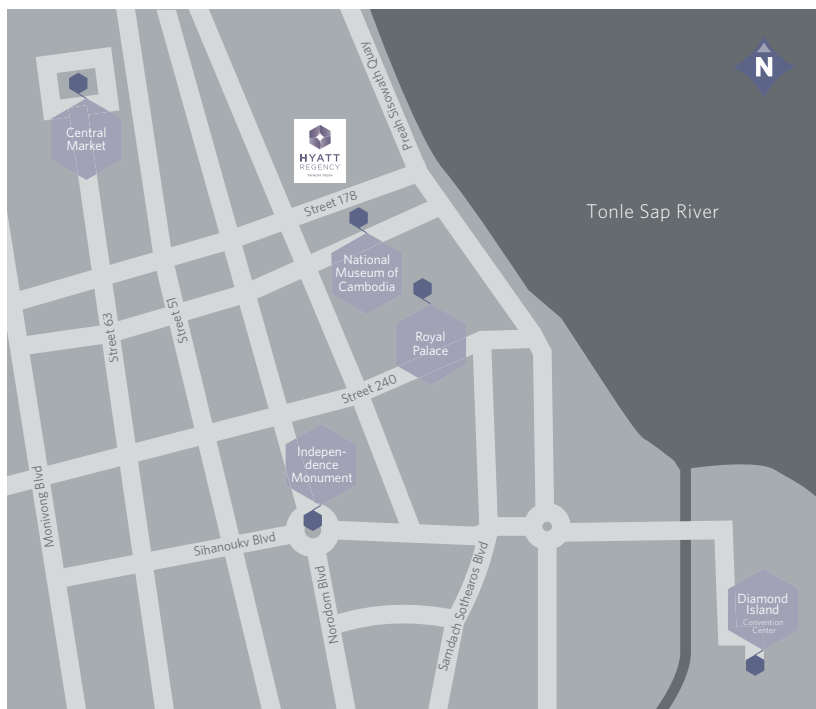 N
Preah Sisowath Quay
Central
Market
HYATT
REGENCY
PHNOM PENH
Street 178
Tonle Sap River
National
Museum of
Cambodia
Street 63
Street 51
Royal
Palace
Street 240
Indepen-
dence
Monument
Monivong Blvd
Sihanoukv Blvd
Norodom Blvd
Samdach Sothearos Blvd
Diamond
Island
Convention
Center